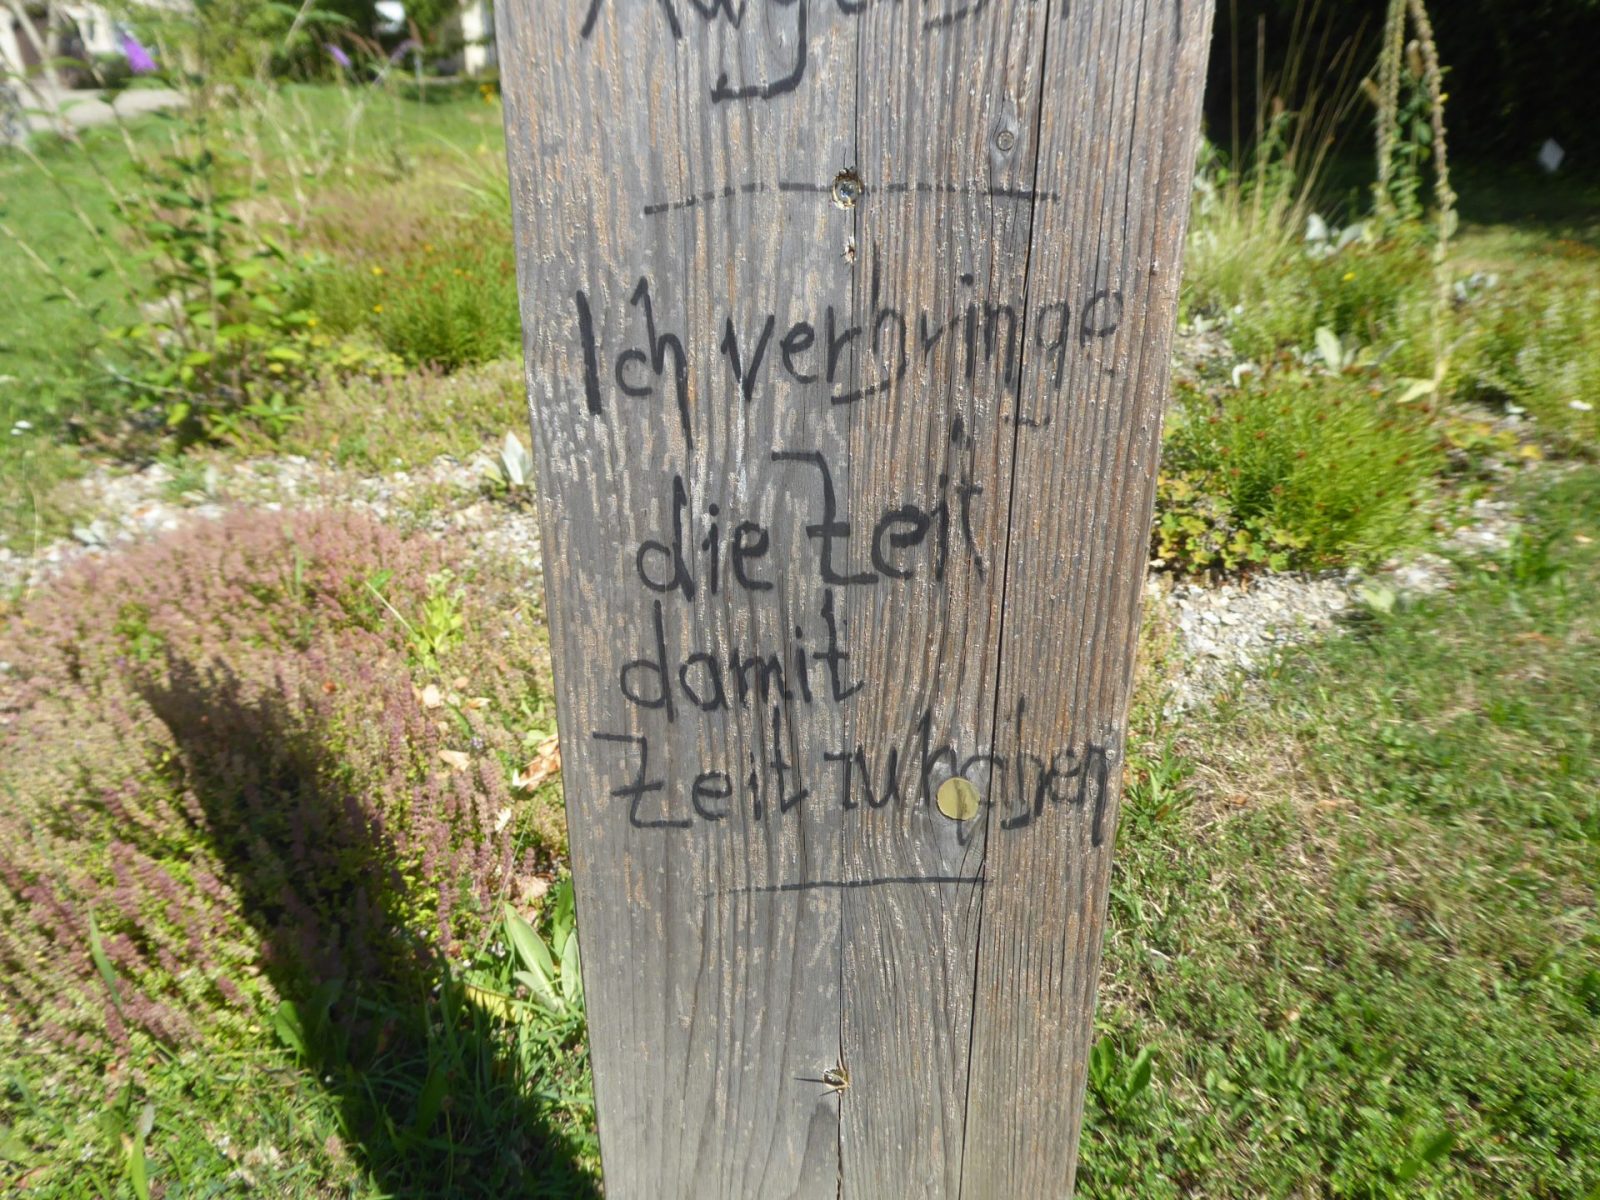 Ich verbringe
die Zeit
damit
Zeit zu haben